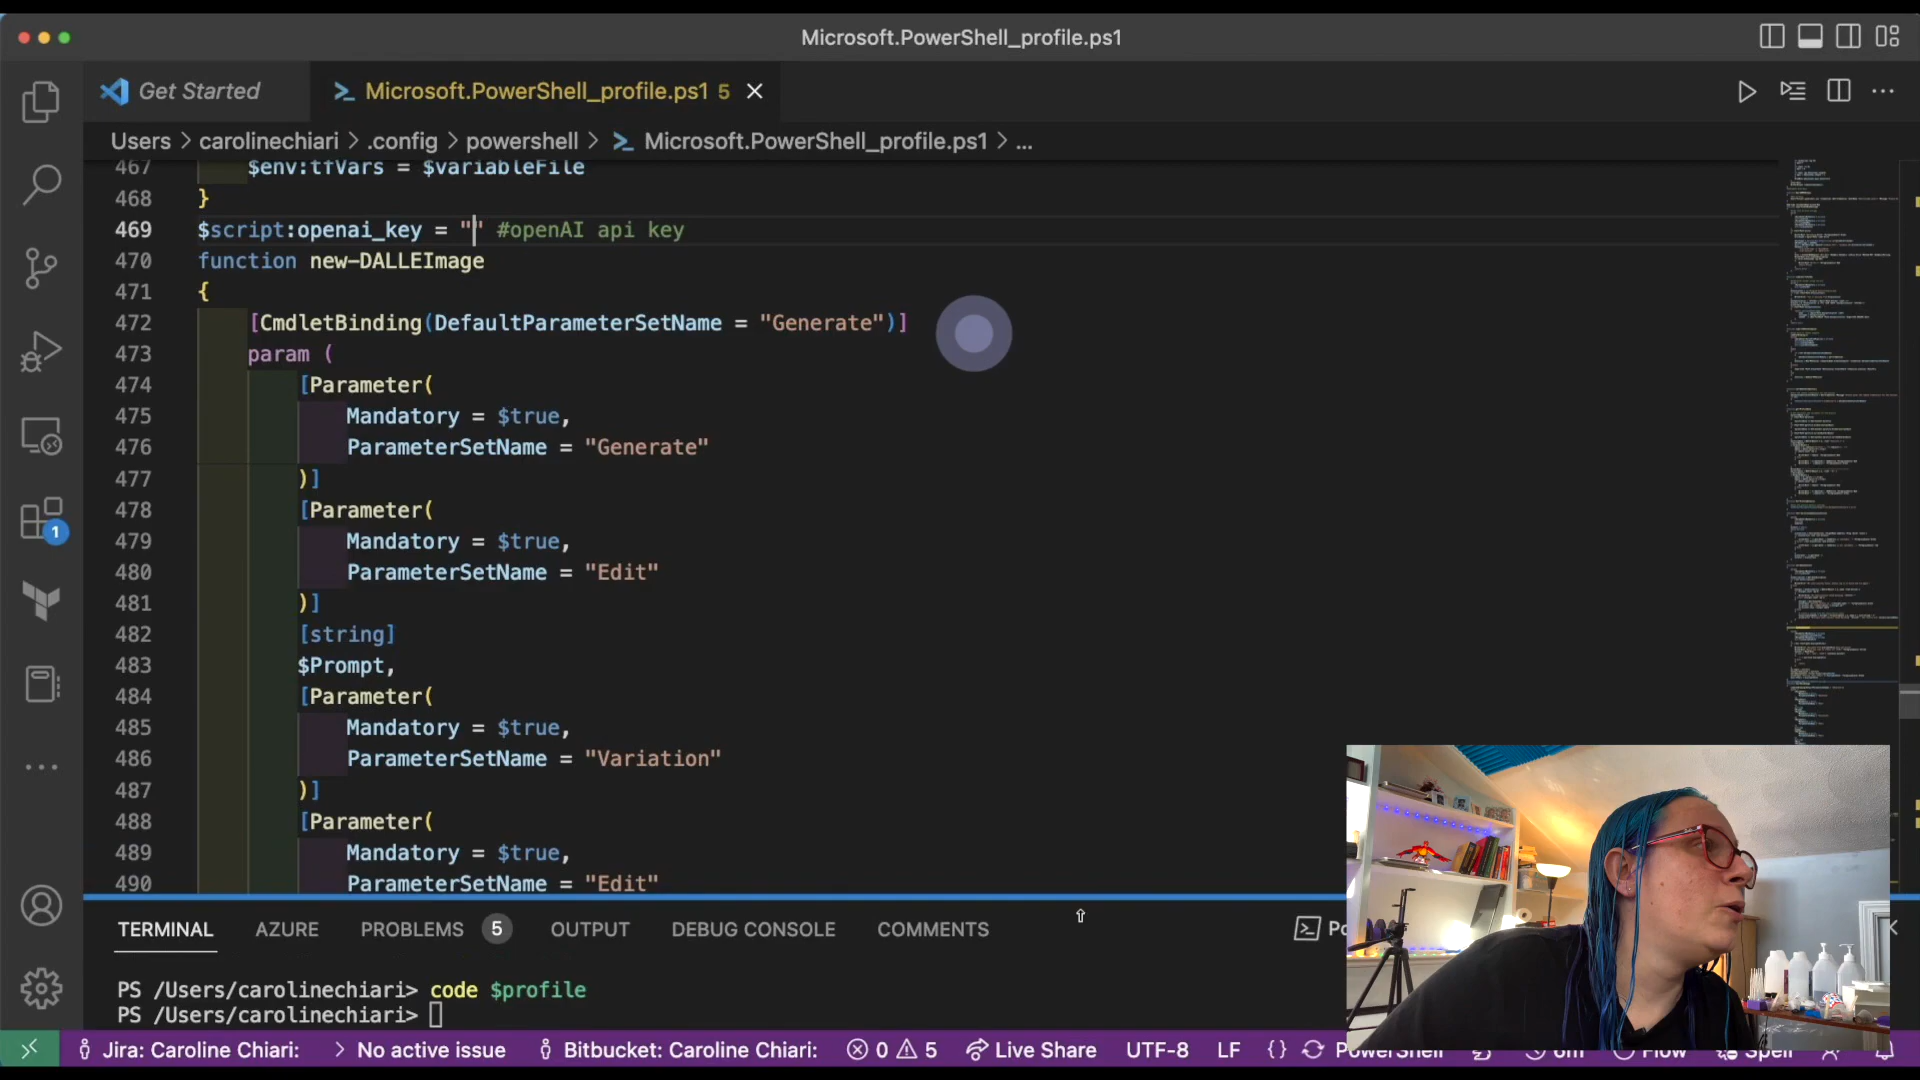 Microsoft.PowerShell_profile.ps1
Get Started
Microsoft.PowerShell_profile.ps1 5
Users > carolinechiari > .config > powershell > Microsoft.PowerShell_profile.ps1 > ...
467 $env:tfVars = $variableFile
468 }
469 $script:openai_key = "" #openAI api key
470 function new-DALLEImage
471 {
472 [CmdletBinding(DefaultParameterSetName = "Generate")]
473 param (
474 [Parameter(
475 Mandatory = $true,
476 ParameterSetName = "Generate"
477 )]
478 [Parameter(
479 Mandatory = $true,
480 ParameterSetName = "Edit"
481 )]
482 [string]
483 $Prompt,
484 [Parameter(
485 Mandatory = $true,
486 ParameterSetName = "Variation"
487 )]
488 [Parameter(
489 Mandatory = $true,
490 ParameterSetName = "Edit"
1
TERMINAL AZURE PROBLEMS 5 OUTPUT DEBUG CONSOLE COMMENTS
PS /Users/carolinechiari> code $profile
PS /Users/carolinechiari>
Jira: Caroline Chiari: > No active issue Bitbucket: Caroline Chiari: 0 5 Live Share UTF-8 LF {} PowerShell Flow Spell